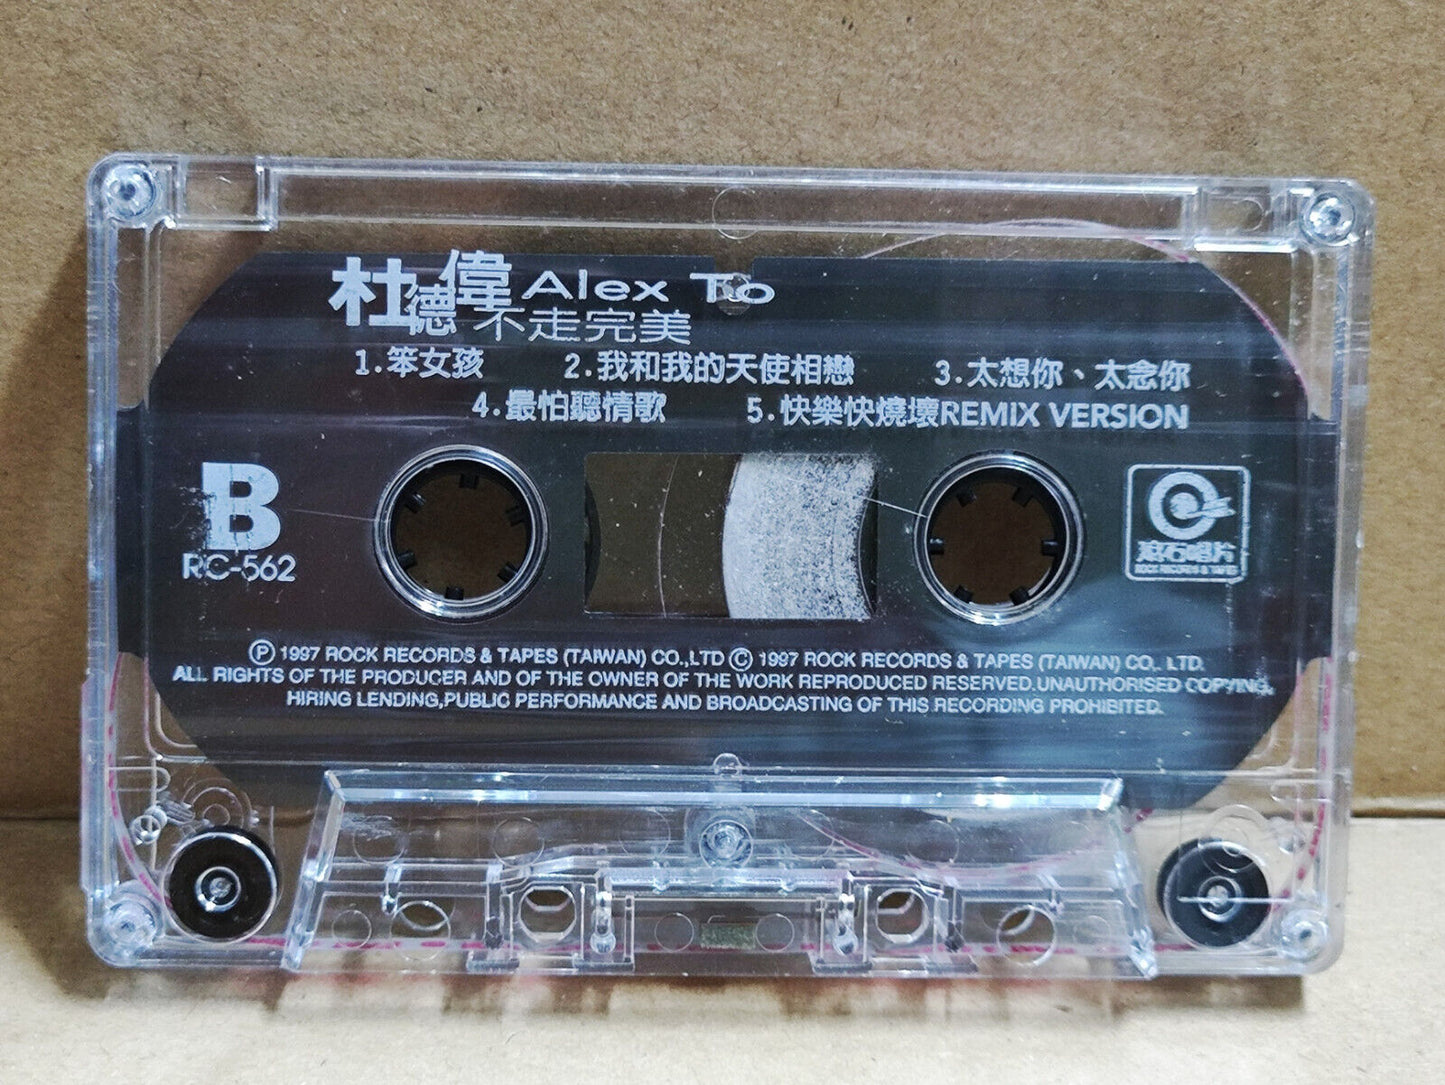 杜德偉 Alex To
不走完美
1.笨女孩 2.我和我的天使相戀 3.太想你、太念你
4.最怕聽情歌 5.快樂快燒壞REMIX VERSION
B
RC-562
滾石唱片
ROCK RECORDS & TAPES
Ⓟ 1997 ROCK RECORDS & TAPES (TAIWAN) CO.,LTD © 1997 ROCK RECORDS & TAPES (TAIWAN) CO,. LTD.
ALL RIGHTS OF THE PRODUCER AND OF THE OWNER OF THE WORK REPRODUCED RESERVED.UNAUTHORISED COPYING,
HIRING LENDING,PUBLIC PERFORMANCE AND BROADCASTING OF THIS RECORDING PROHIBITED.